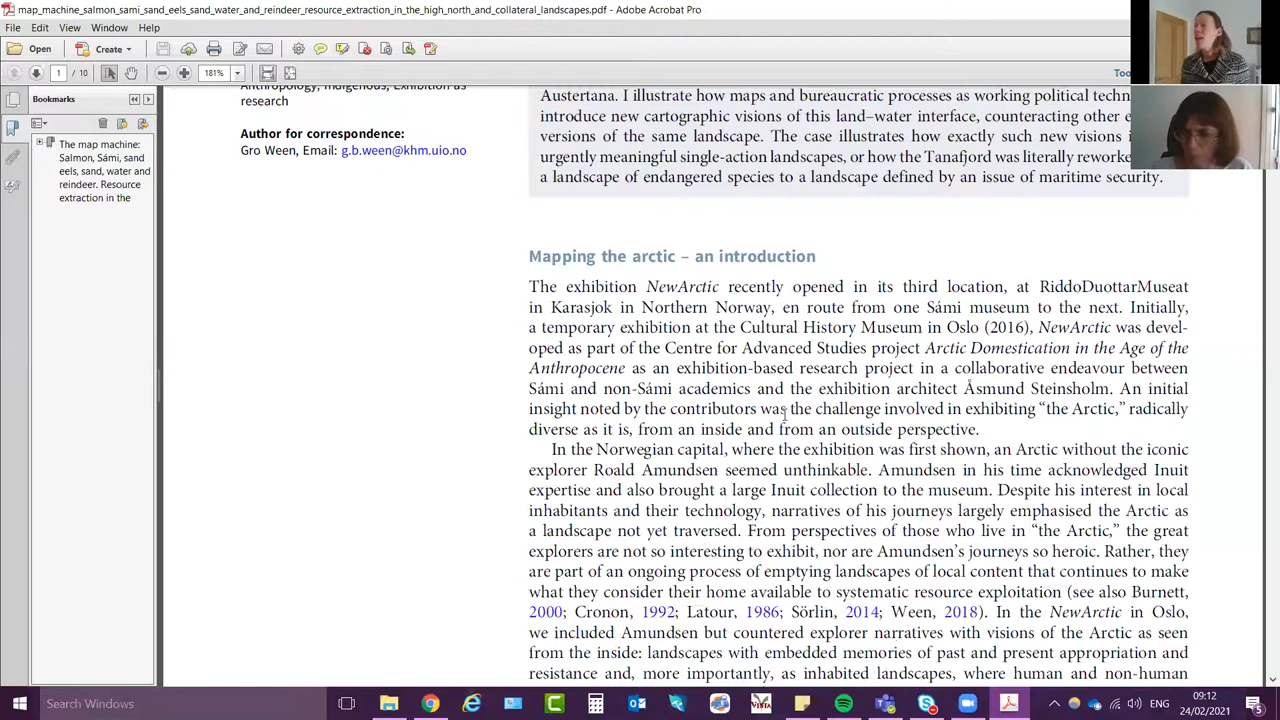 map_machine_salmon_sami_sand_eels_sand_water_and_reindeer_resource_extraction_in_the_high_north_and_collateral_landscapes.pdf - Adobe Acrobat Pro
File Edit View Window Help
Open Create
1 / 10 181% Too
Bookmarks
The map machine:
Salmon, Sámi, sand
eels, sand, water
and reindeer.
Resource
extraction in the
Anthropology; Indigenous; Exhibition as
research
Author for correspondence:
Gro Ween, Email: g.b.ween@khm.uio.no
Austertana. I illustrate how maps and bureaucratic processes as working political techn
introduce new cartographic visions of this land–water interface, counteracting other e
versions of the same landscape. The case illustrates how exactly such new visions i
urgently meaningful single-action landscapes, or how the Tanafjord was literally reworke
a landscape of endangered species to a landscape defined by an issue of maritime security.
Mapping the arctic – an introduction
The exhibition NewArctic recently opened in its third location, at RiddoDuottarMuseat
in Karasjok in Northern Norway, en route from one Sámi museum to the next. Initially,
a temporary exhibition at the Cultural History Museum in Oslo (2016), NewArctic was devel-
oped as part of the Centre for Advanced Studies project Arctic Domestication in the Age of the
Anthropocene as an exhibition-based research project in a collaborative endeavour between
Sámi and non-Sámi academics and the exhibition architect Åsmund Steinsholm. An initial
insight noted by the contributors was the challenge involved in exhibiting “the Arctic,” radically
diverse as it is, from an inside and from an outside perspective.
In the Norwegian capital, where the exhibition was first shown, an Arctic without the iconic
explorer Roald Amundsen seemed unthinkable. Amundsen in his time acknowledged Inuit
expertise and also brought a large Inuit collection to the museum. Despite his interest in local
inhabitants and their technology, narratives of his journeys largely emphasised the Arctic as
a landscape not yet traversed. From perspectives of those who live in “the Arctic,” the great
explorers are not so interesting to exhibit, nor are Amundsen’s journeys so heroic. Rather, they
are part of an ongoing process of emptying landscapes of local content that continues to make
what they consider their home available to systematic resource exploitation (see also Burnett,
2000; Cronon, 1992; Latour, 1986; Sörlin, 2014; Ween, 2018). In the NewArctic in Oslo,
we included Amundsen but countered explorer narratives with visions of the Arctic as seen
from the inside: landscapes with embedded memories of past and present appropriation and
resistance and, more importantly, as inhabited landscapes, where human and non-human
Search Windows
ENG
09:12
24/02/2021
5